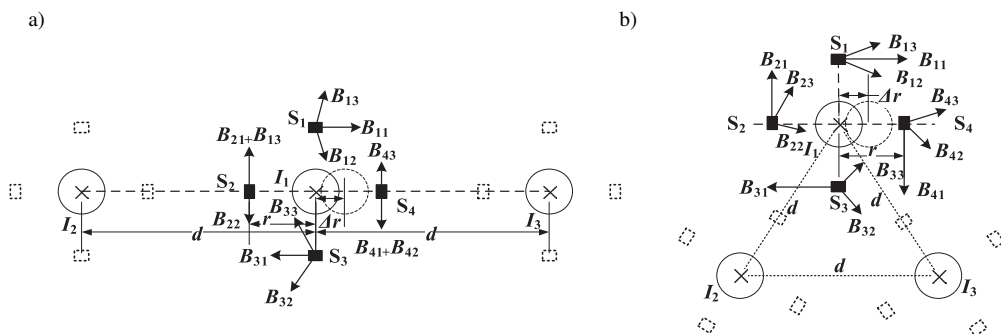 a)
B13
S1
B11
B21+B13
B12
B43
S2
I1
S4
B33
B22
r
Δr
I2
I3
d
d
B41+B42
B31
S3
B32
b)
S1
B13
B11
B21
B12
B23
Δr
B43
S2
S4
B22
I1
r
B42
B33
B31
B41
d
S3
d
B32
d
I2
I3